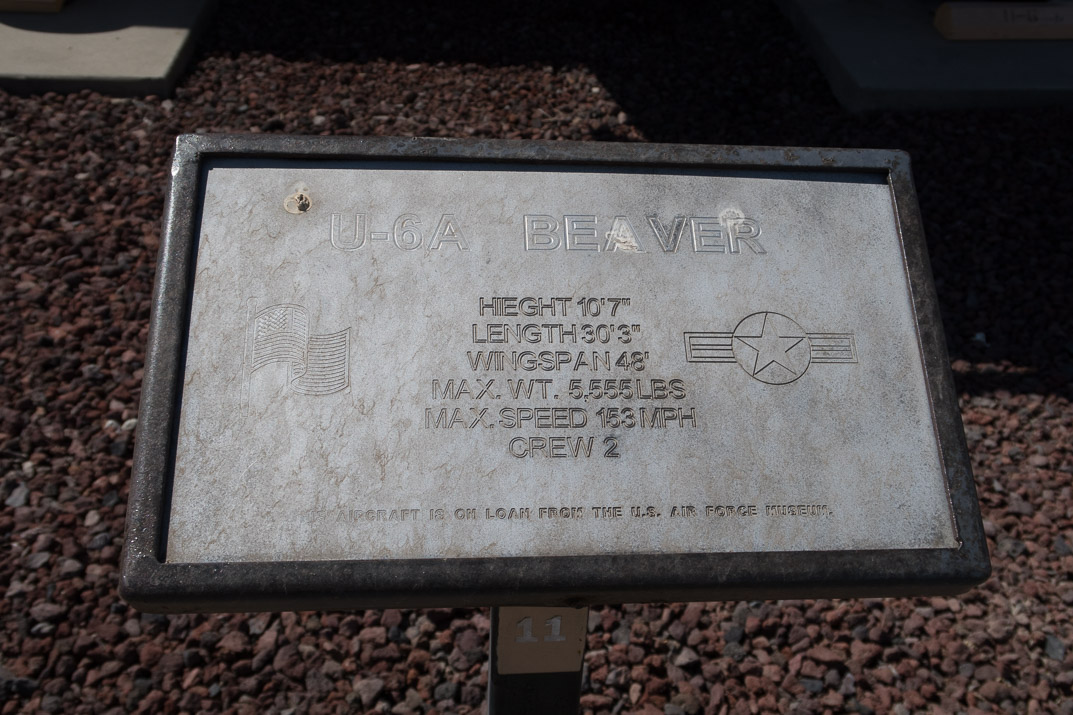 U-6A BEAVER
HIEGHT 10'7"
LENGTH 30'3"
WINGSPAN 48'
MAX. WT. 5,555 LBS
MAX. SPEED 153 MPH
CREW 2
AIRCRAFT IS ON LOAN FROM THE U.S. AIR FORCE MUSEUM.
11